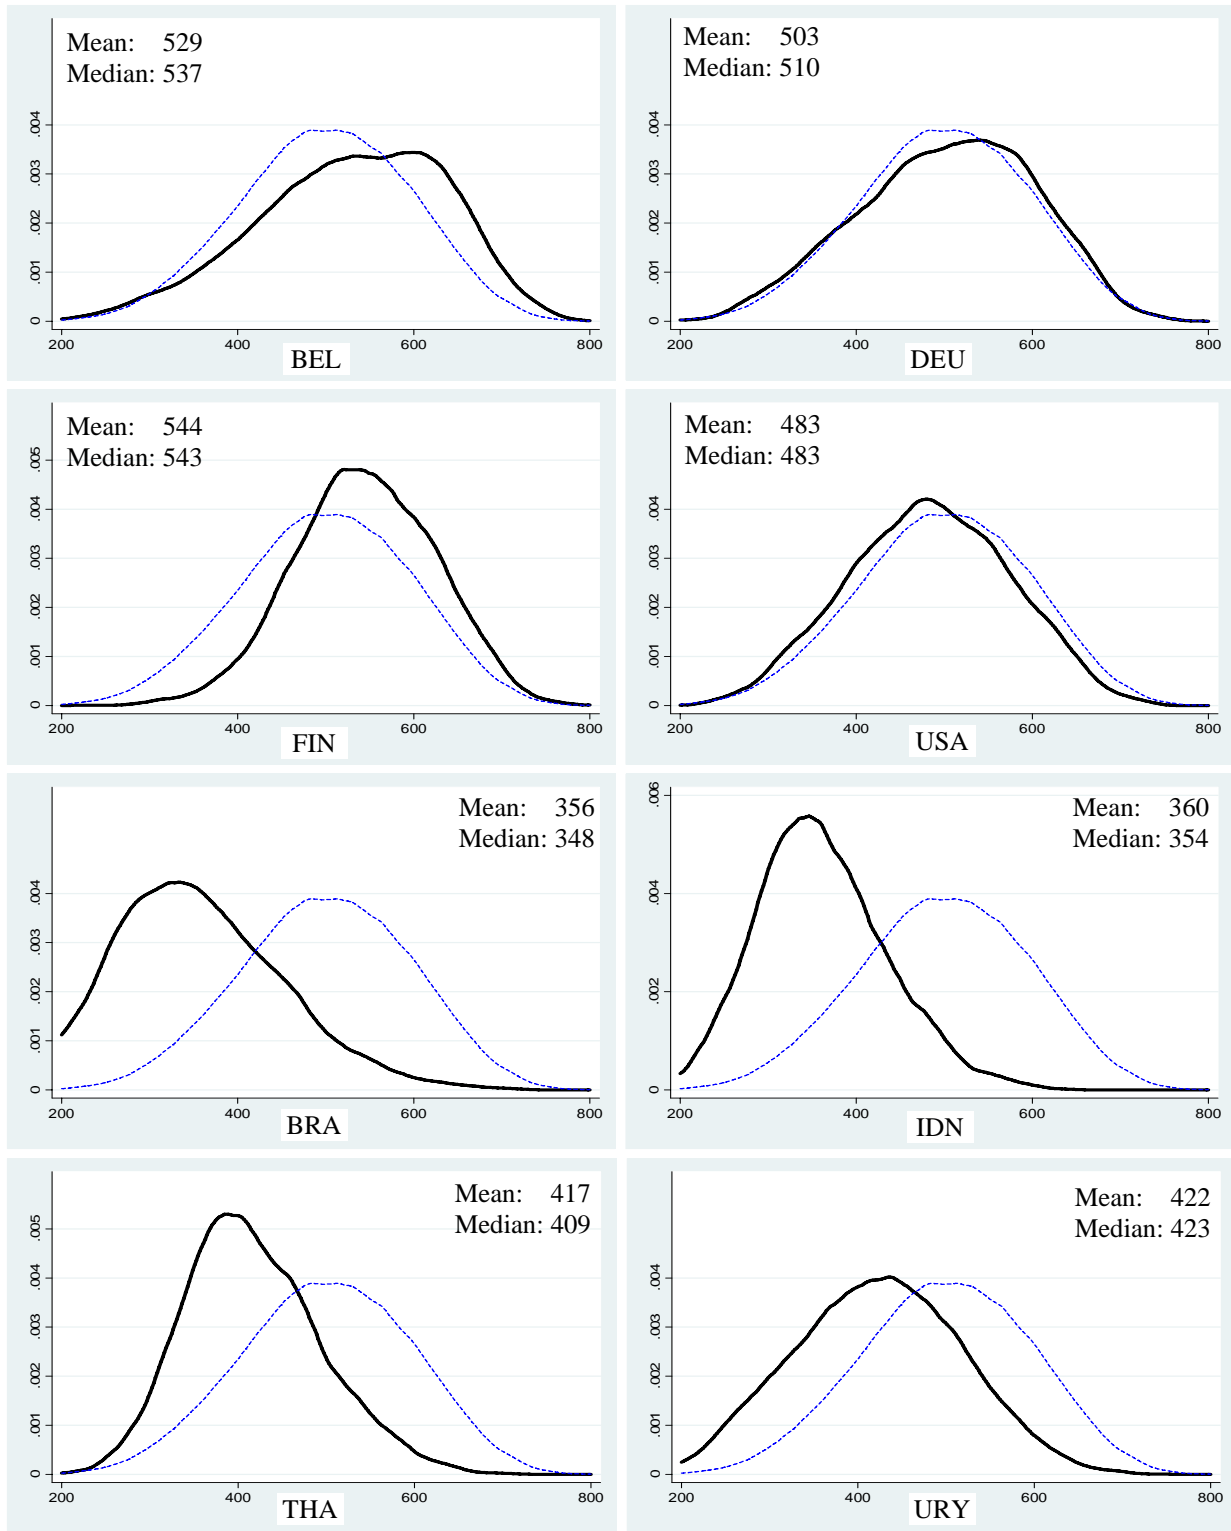 Mean: 529
Median: 537
.004
.003
.002
.001
0
200 400 600 800
BEL
Mean: 503
Median: 510
.004
.003
.002
.001
0
200 400 600 800
DEU
Mean: 544
Median: 543
.005
.004
.003
.002
.001
0
200 400 600 800
FIN
Mean: 483
Median: 483
.004
.003
.002
.001
0
200 400 600 800
USA
Mean: 356
Median: 348
.004
.003
.002
.001
0
200 400 600 800
BRA
Mean: 360
Median: 354
.006
.004
.002
0
200 400 600 800
IDN
Mean: 417
Median: 409
.005
.004
.003
.002
.001
0
200 400 600 800
THA
Mean: 422
Median: 423
.004
.003
.002
.001
0
200 400 600 800
URY